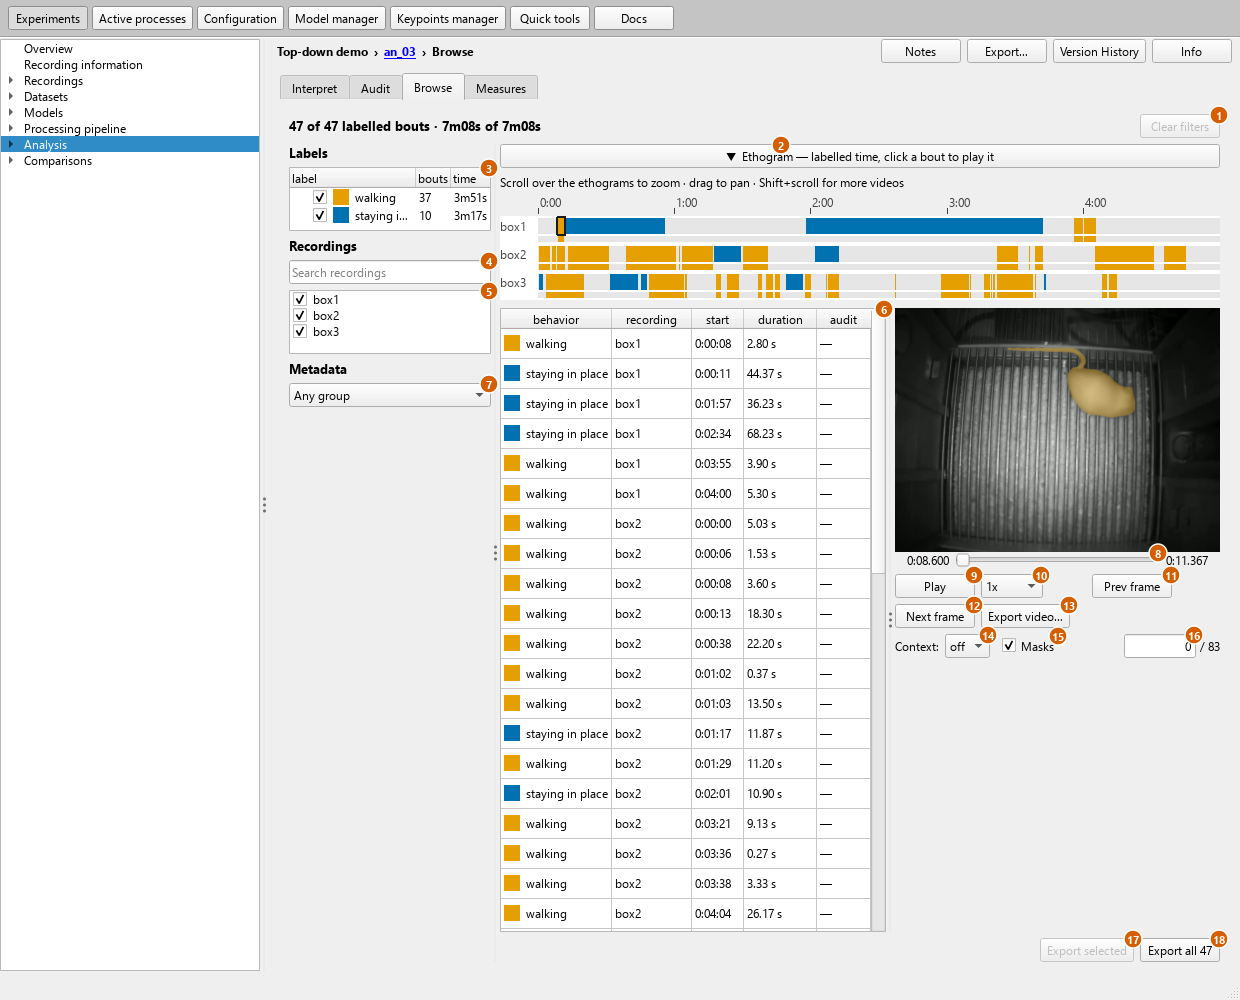 Experiments Active processes Configuration Model manager Keypoints manager Quick tools Docs
Overview
Recording information
Recordings
Datasets
Models
Processing pipeline
Analysis
Comparisons
Top-down demo › an_03 › Browse
Notes Export... Version History Info
Interpret Audit Browse Measures
47 of 47 labelled bouts · 7m08s of 7m08s
Clear filters 1
Labels
label bouts time 3
walking 37 3m51s
staying i... 10 3m17s
Recordings
Search recordings 4
5
box1
box2
box3
Metadata
Any group 7
2
▼ Ethogram — labelled time, click a bout to play it
Scroll over the ethograms to zoom · drag to pan · Shift+scroll for more videos
0:00 1:00 2:00 3:00 4:00
box1
box2
box3
behavior recording start duration audit 6
walking box1 0:00:08 2.80 s —
staying in place box1 0:00:11 44.37 s —
staying in place box1 0:01:57 36.23 s —
staying in place box1 0:02:34 68.23 s —
walking box1 0:03:55 3.90 s —
walking box1 0:04:00 5.30 s —
walking box2 0:00:00 5.03 s —
walking box2 0:00:06 1.53 s —
walking box2 0:00:08 3.60 s —
walking box2 0:00:13 18.30 s —
walking box2 0:00:38 22.20 s —
walking box2 0:01:02 0.37 s —
walking box2 0:01:03 13.50 s —
staying in place box2 0:01:17 11.87 s —
walking box2 0:01:29 11.20 s —
staying in place box2 0:02:01 10.90 s —
walking box2 0:03:21 9.13 s —
walking box2 0:03:36 0.27 s —
walking box2 0:03:38 3.33 s —
walking box2 0:04:04 26.17 s —
0:08.600 8 0:11.367
Play 9 1x 10 Prev frame 11
Next frame 12 Export video... 13
Context: off 14 Masks 15 0 16 / 83
Export selected 17 Export all 47 18